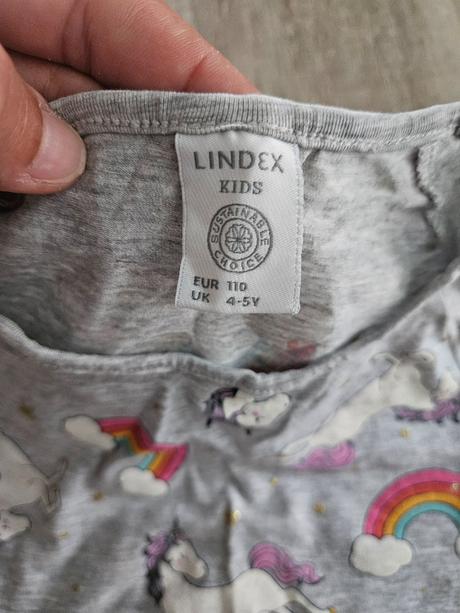 LINDEX
KIDS
SUSTAINABLE
CHOICE
EUR 110
UK 4-5Y